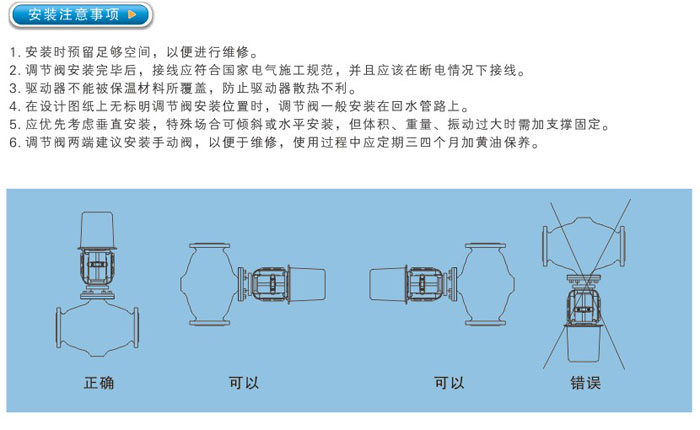 安装注意事项
1. 安装时预留足够空间，以便进行维修。
2. 调节阀安装完毕后，接线应符合国家电气施工规范，并且应该在断电情况下接线。
3. 驱动器不能被保温材料所覆盖，防止驱动器散热不利。
4. 在设计图纸上无标明调节阀安装位置时，调节阀一般安装在回水管路上。
5. 应优先考虑垂直安装，特殊场合可倾斜或水平安装，但体积、重量、振动过大时需加支撑固定。
6. 调节阀两端建议安装手动阀，以便于维修，使用过程中应定期三四个月加黄油保养。
正确 可以 可以 错误